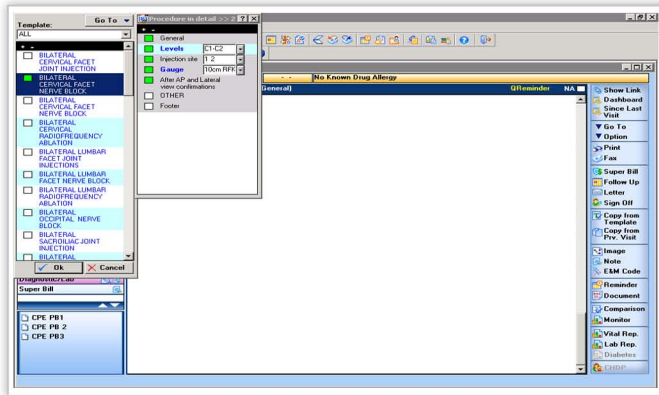 Template:
Go To
ALL
+ -
BILATERAL
CERVICAL FACET
JOINT INJECTION
BILATERAL
CERVICAL FACET
NERVE BLOCK
BILATERAL
CERVICAL FACET
NERVE BLOCK
BILATERAL
CERVICAL
RADIOFREQUENCY
ABLATION
BILATERAL LUMBAR
FACET JOINT
INJECTIONS
BILATERAL LUMBAR
FACET NERVE BLOCK
BILATERAL LUMBAR
RADIOFREQUENCY
ABLATION
BILATERAL
OCCIPITAL NERVE
BLOCK
BILATERAL
SACROILIAC JOINT
INJECTION
BILATERAL
Ok
Cancel
Procedure in detail >> 2
+ -
General
Levels C1-C2
Injection site 1 2
Gauge 10cm RFK
After AP and Lateral
view confirmations
OTHER
Footer
- - No Known Drug Allergy
General) QReminder NA
Show Link
Dashboard
Since Last
Visit
Go To
Option
Print
Fax
Super Bill
Follow Up
Letter
Sign Off
Copy from
Template
Copy from
Prv. Visit
Image
Note
E&M Code
Reminder
Document
Comparison
Monitor
Vital Rep.
Lab Rep.
Diabetes
CHDP
Diagnostic/Lab
Super Bill
CPE PB1
CPE PB 2
CPE PB3